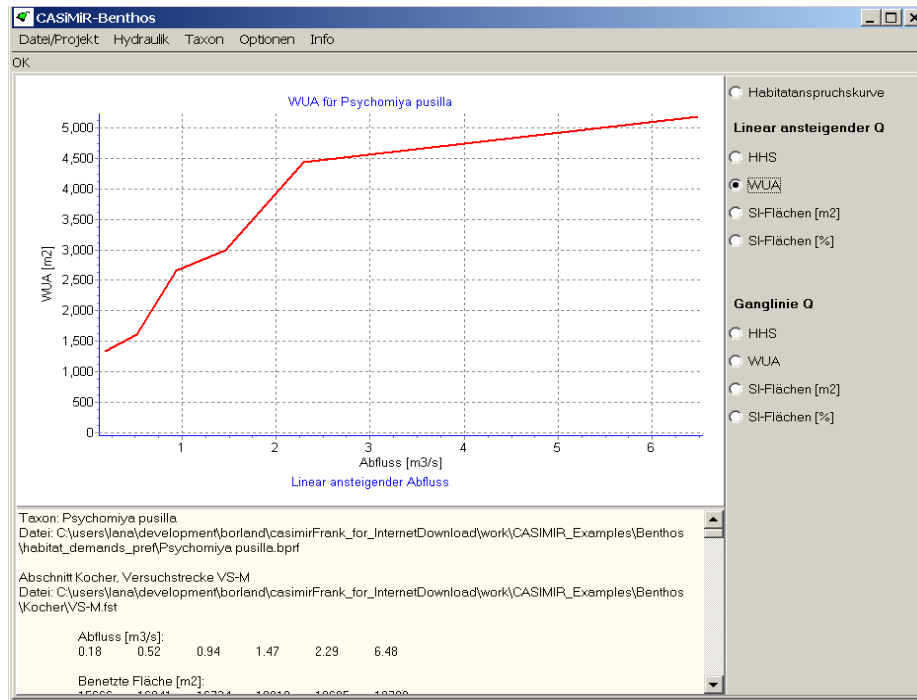 CASiMiR-Benthos
Datei/Projekt Hydraulik Taxon Optionen Info
OK
WUA für Psychomiya pusilla
WUA [m2]
5,000
4,500
4,000
3,500
3,000
2,500
2,000
1,500
1,000
500
0
1 2 3 4 5 6
Abfluss [m3/s]
Linear ansteigender Abfluss
Habitatanspruchskurve
Linear ansteigender Q
HHS
WUA
SI-Flächen [m2]
SI-Flächen [%]
Ganglinie Q
HHS
WUA
SI-Flächen [m2]
SI-Flächen [%]
Taxon: Psychomiya pusilla
Datei: C:\users\lana\development\borland\casimirFrank_for_InternetDownload\work\CASIMIR_Examples\Benthos
\habitat_demands_pref\Psychomiya pusilla.bprf
Abschnitt Kocher, Versuchstrecke VS-M
Datei: C:\users\lana\development\borland\casimirFrank_for_InternetDownload\work\CASIMIR_Examples\Benthos
\Kocher\VS-M.fst
Abfluss [m3/s]:
0.18 0.52 0.94 1.47 2.29 6.48
Benetzte Fläche [m2]: